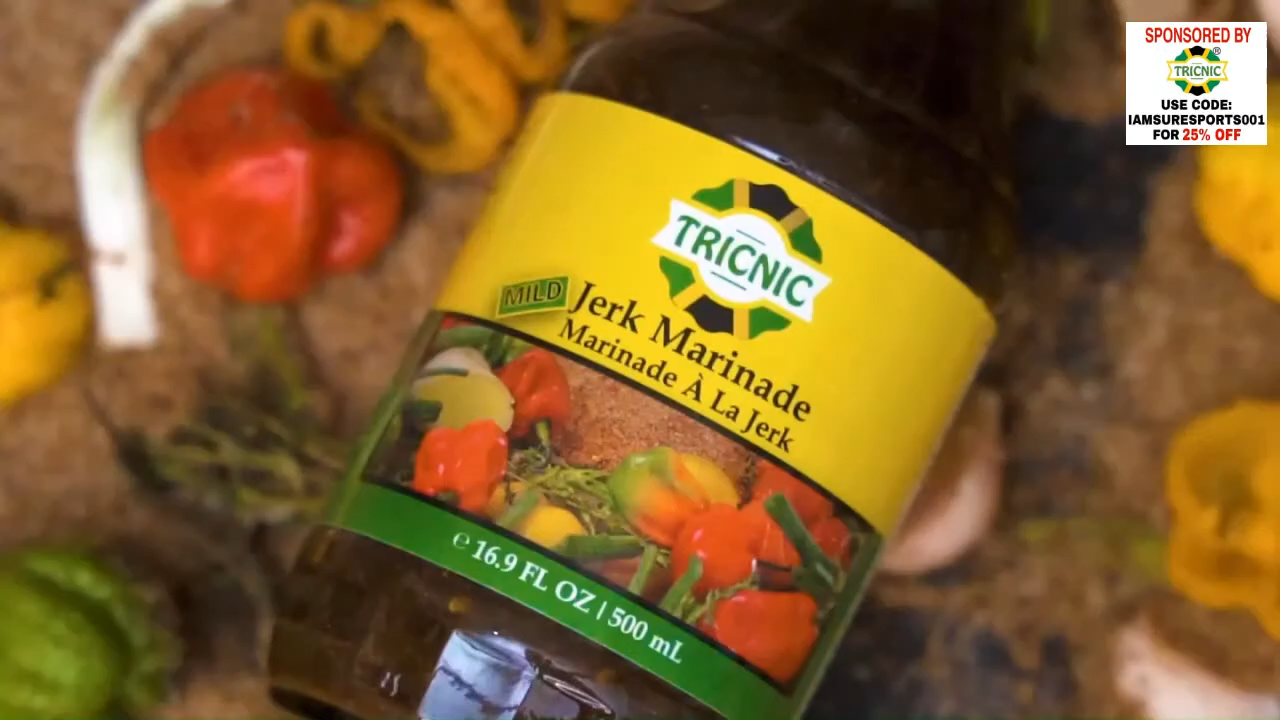 SPONSORED BY
TRICNIC®
USE CODE:
IAMSURESPORTS001
FOR 25% OFF
TRICNIC
MILD
Jerk Marinade
Marinade À La Jerk
e 16.9 FL OZ | 500 mL